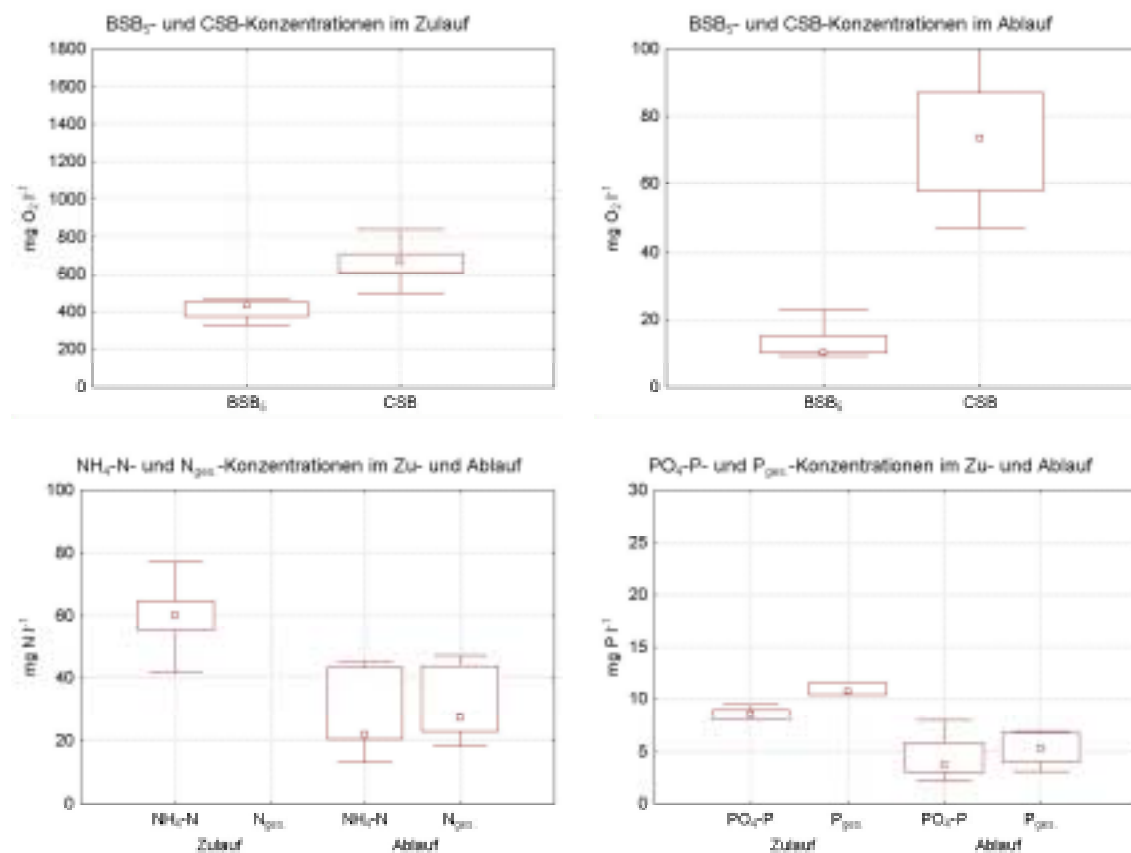 BSB₅- und CSB-Konzentrationen im Zulauf
1800
1600
1400
1200
1000
800
600
400
200
0
mg O₂ l⁻¹
BSB₅ CSB
BSB₅- und CSB-Konzentrationen im Ablauf
100
80
60
40
20
0
mg O₂ l⁻¹
BSB₅ CSB
NH₄-N- und Nges.-Konzentrationen im Zu- und Ablauf
100
80
60
40
20
0
mg N l⁻¹
NH₄-N Nges. NH₄-N Nges.
Zulauf Ablauf
PO₄-P- und Pges.-Konzentrationen im Zu- und Ablauf
30
25
20
15
10
5
0
mg P l⁻¹
PO₄-P Pges. PO₄-P Pges.
Zulauf Ablauf